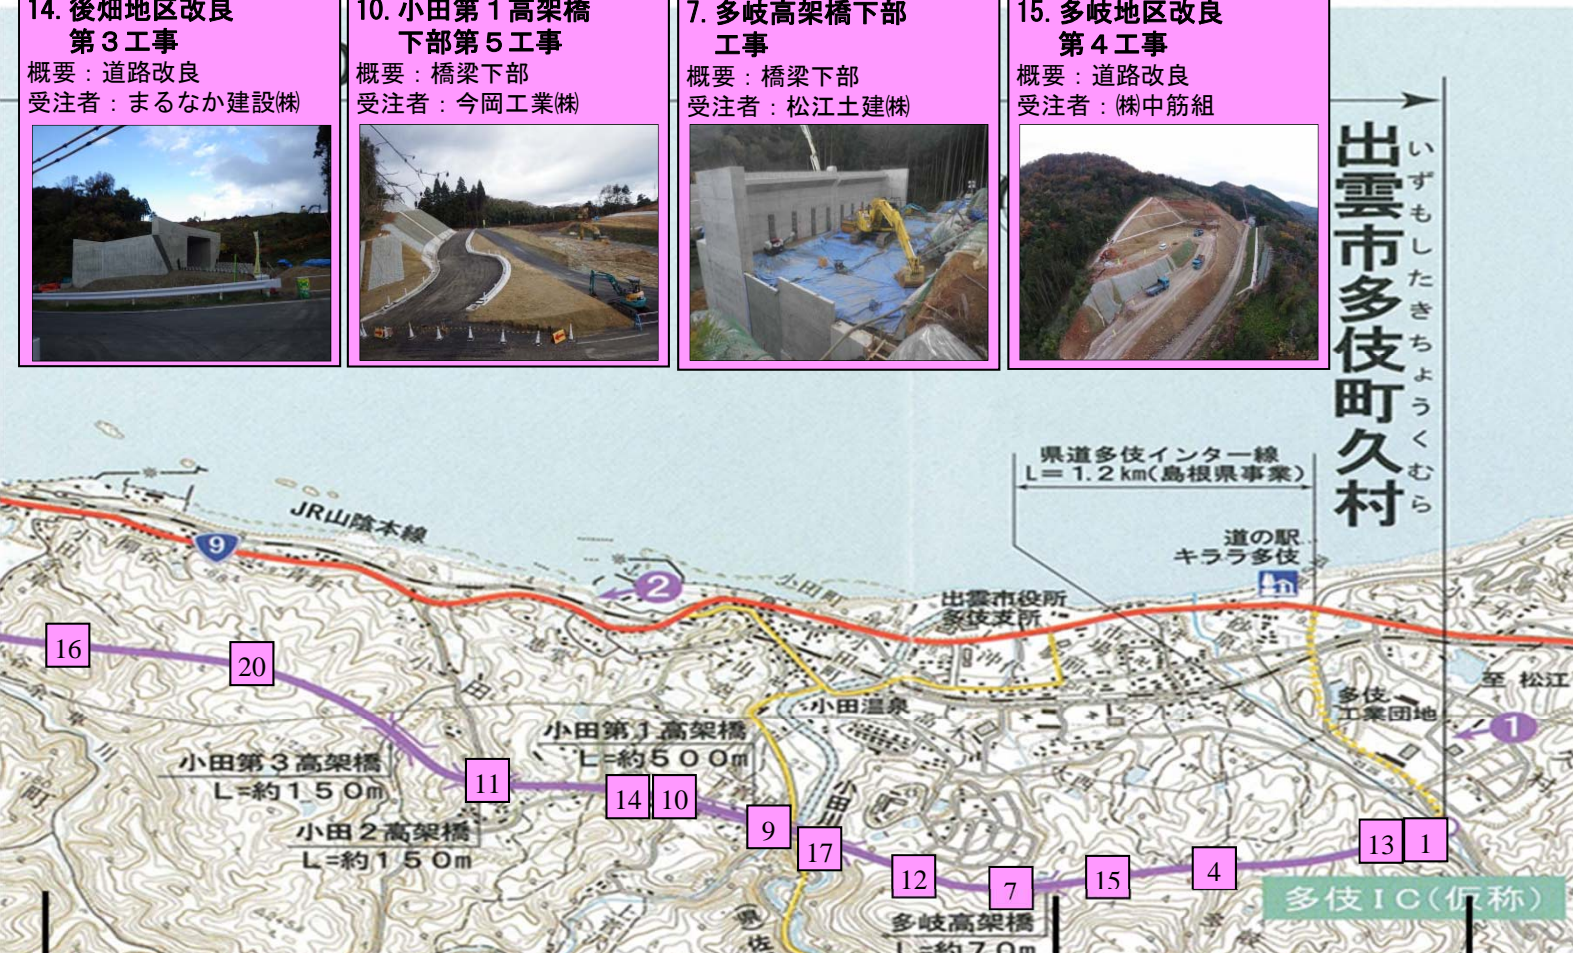 14. 後畑地区改良
第3工事
概要：道路改良
受注者：まるなか建設㈱
10. 小田第１高架橋
下部第５工事
概要：橋梁下部
受注者：今岡工業㈱
7. 多岐高架橋下部
工事
概要：橋梁下部
受注者：松江土建㈱
15. 多岐地区改良
第４工事
概要：道路改良
受注者：㈱中筋組
出雲市多伎町久村
いずもしたきちょうくむら
県道多伎インター線
L＝1.2km(島根県事業)
道の駅
キララ多伎
JR山陰本線
9
2
小田町
出雲市役所
多伎支所
16
20
小田温泉
多伎
工業団地
至 松江
1
小田第１高架橋
L=約５００m
小田第３高架橋
L=約１５０m
小田２高架橋
L=約１５０m
小田川
11
14
10
9
17
12
7
15
4
13
1
多伎ＩＣ(仮称)
多岐高架橋
L=約７０m